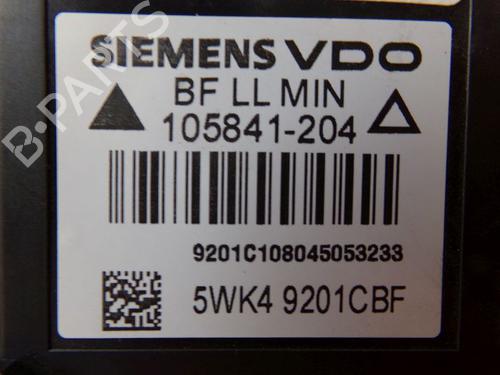 SIEMENS VDO
BF LL MIN
105841-204
9201C108045053233
5WK4 9201CBF
B-PARTS